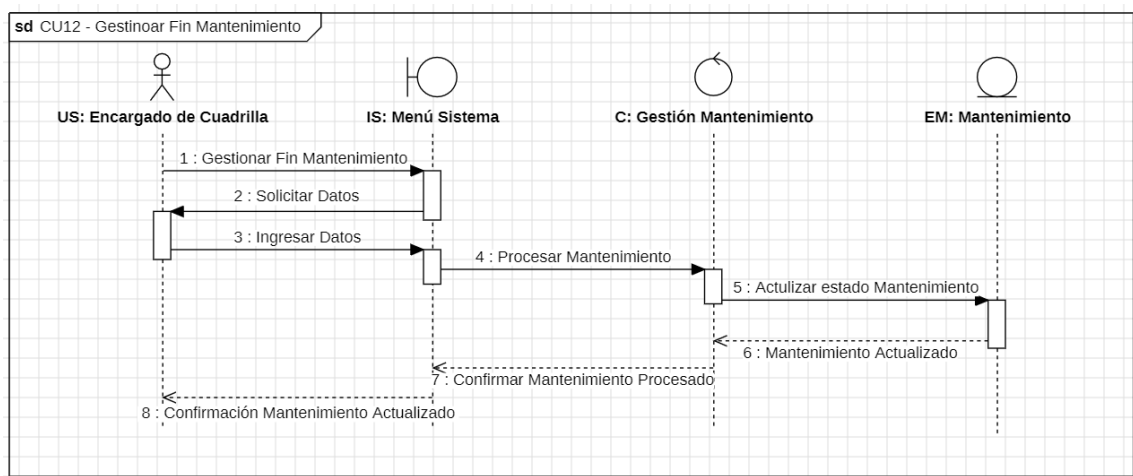 sd CU12 - Gestinoar Fin Mantenimiento
US: Encargado de Cuadrilla
IS: Menú Sistema
C: Gestión Mantenimiento
EM: Mantenimiento
1 : Gestionar Fin Mantenimiento
2 : Solicitar Datos
3 : Ingresar Datos
4 : Procesar Mantenimiento
5 : Actulizar estado Mantenimiento
6 : Mantenimiento Actualizado
7 : Confirmar Mantenimiento Procesado
8 : Confirmación Mantenimiento Actualizado